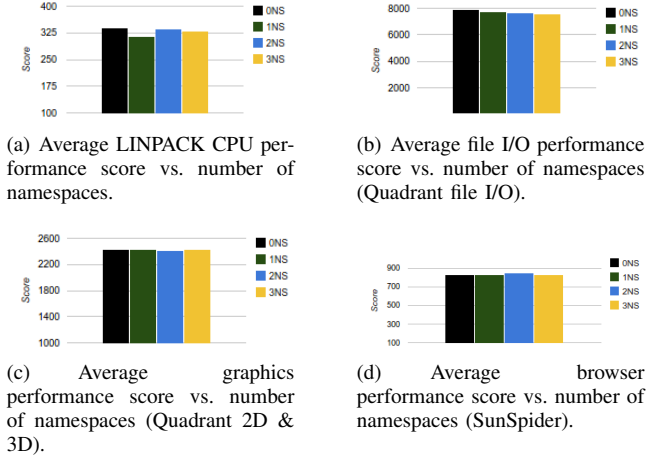 400
325
250
175
100
Score
0NS
1NS
2NS
3NS
(a) Average LINPACK CPU per-
formance score vs. number of
namespaces.
8000
6000
4000
2000
Score
0NS
1NS
2NS
3NS
(b) Average file I/O performance
score vs. number of namespaces
(Quadrant file I/O).
2600
2200
1800
1400
1000
Score
0NS
1NS
2NS
3NS
(c) Average graphics
performance score vs. number
of namespaces (Quadrant 2D &
3D).
900
700
500
300
100
Score
0NS
1NS
2NS
3NS
(d) Average browser
performance score vs. number of
namespaces (SunSpider).